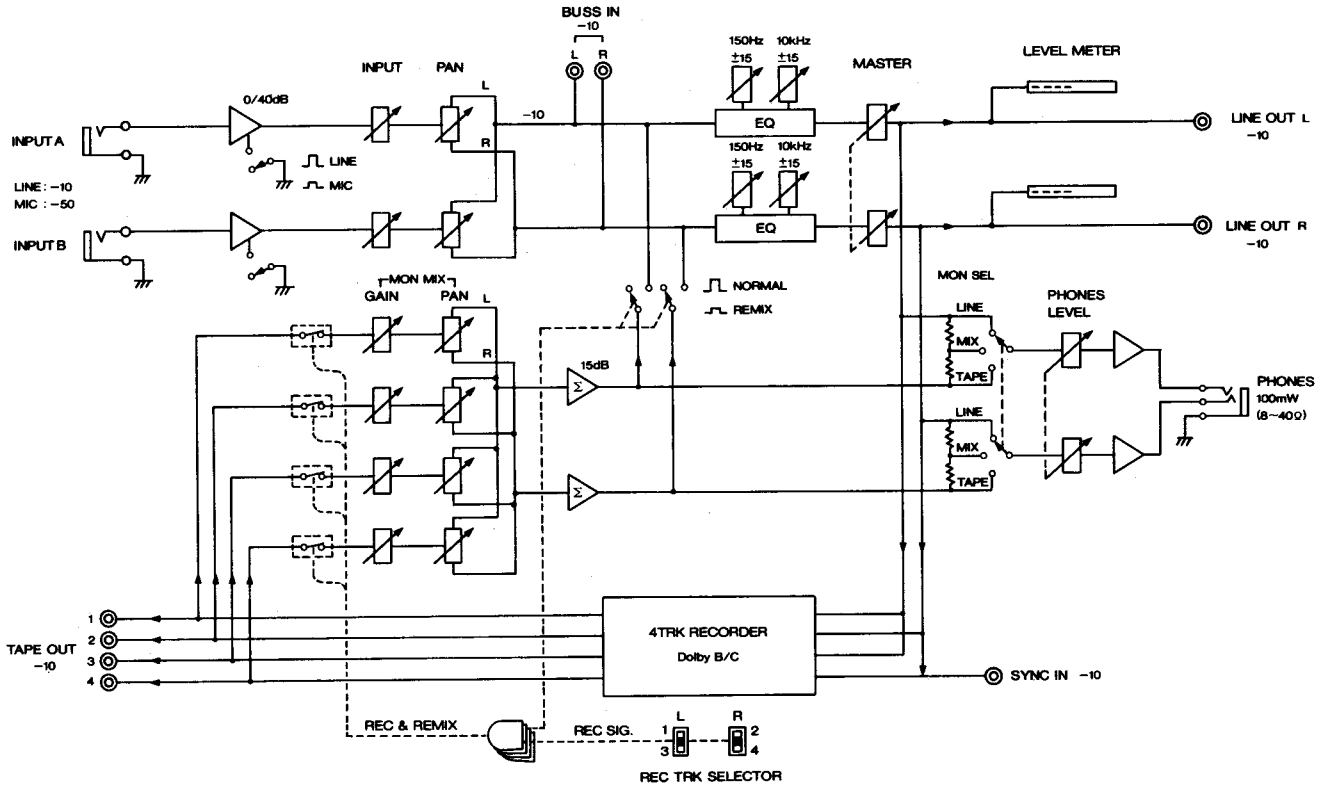 BUSS IN
-10
L R
150Hz 10kHz
±15 ±15
LEVEL METER
INPUT PAN
MASTER
L
0/40dB
-10
EQ
INPUT A
LINE OUT L
-10
R
LINE
MIC
150Hz 10kHz
±15 ±15
LINE : -10
MIC : -50
INPUT B
EQ
LINE OUT R
-10
MON MIX
GAIN PAN
L
NORMAL
REMIX
MON SEL
LINE
PHONES
LEVEL
R
MIX
15dB
Σ
TAPE
PHONES
100mW
(8~40Ω)
LINE
MIX
TAPE
Σ
TAPE OUT
-10
1
2
3
4
4TRK RECORDER
Dolby B/C
SYNC IN -10
REC & REMIX
REC SIG.
L R
1 2
3 4
REC TRK SELECTOR